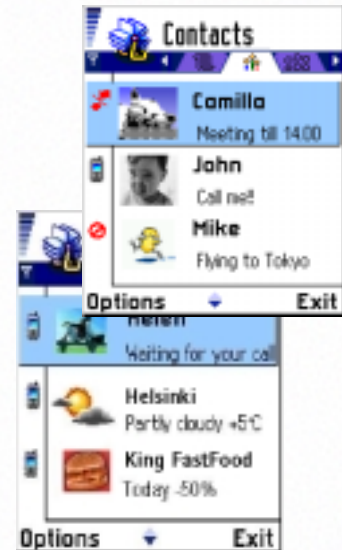 Contacts
Camilla
Meeting till 14.00
John
Call me!!
Mike
Flying to Tokyo
Options
Exit
Helen
Waiting for your call
Helsinki
Partly cloudy +5°C
King FastFood
Today -50%
Options
Exit